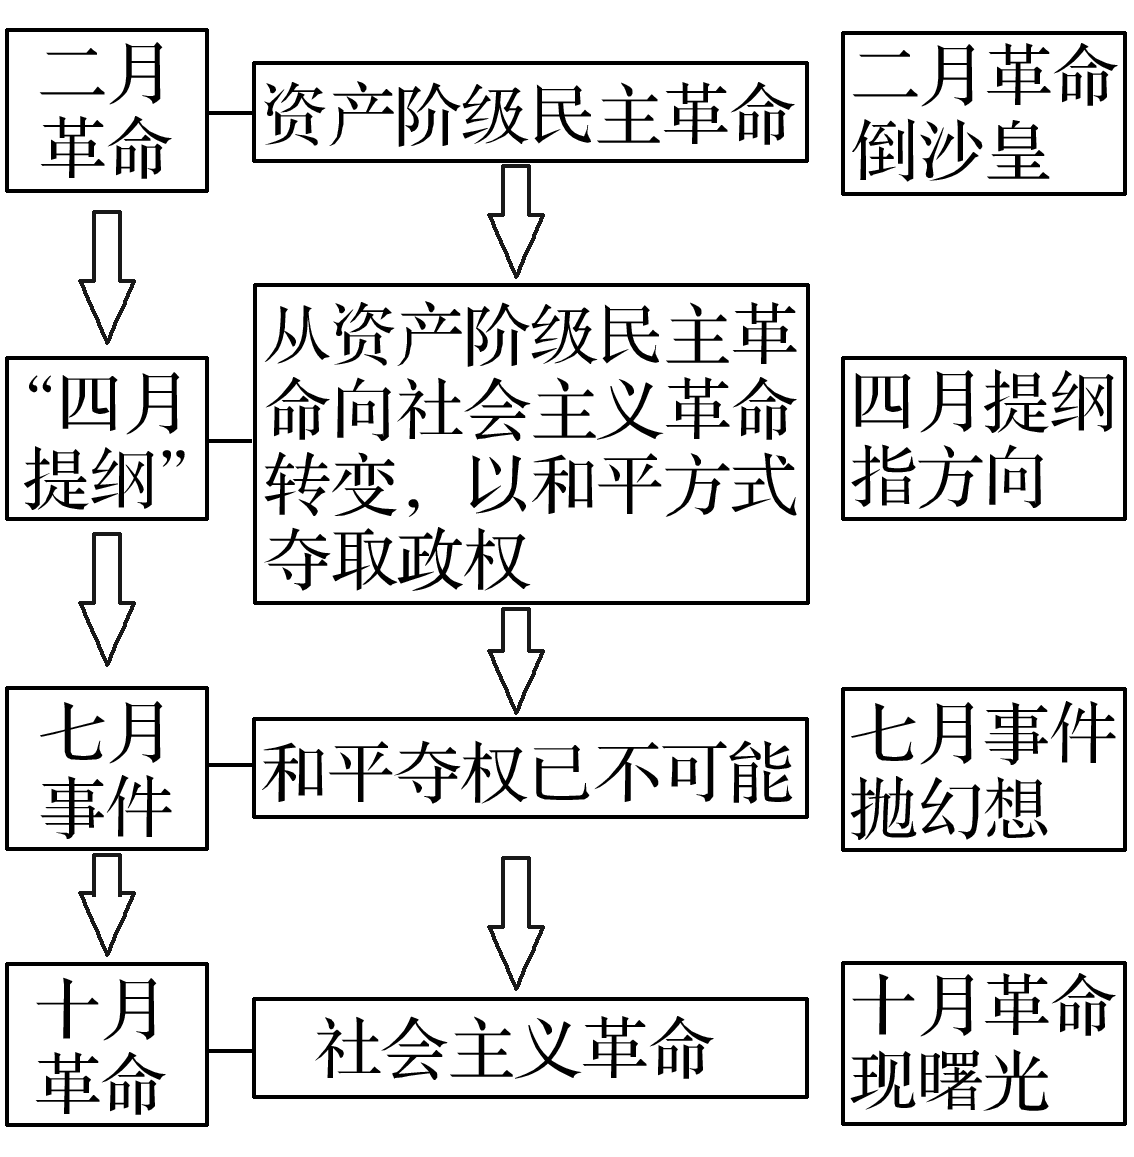 二月
革命
资产阶级民主革命
二月革命
倒沙皇
“四月
提纲”
从资产阶级民主革
命向社会主义革命
转变，以和平方式
夺取政权
四月提纲
指方向
七月
事件
和平夺权已不可能
七月事件
抛幻想
十月
革命
社会主义革命
十月革命
现曙光